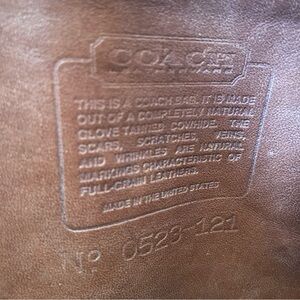 COACH
THIS IS A COACH BAG. IT IS MADE
OUT OF A COMPLETELY NATURAL
GLOVE TANNED COWHIDE. THE
SCARS, SCRATCHES, VEINS
AND WRINKLES ARE NATURAL
MARKINGS CHARACTERISTIC OF
FULL-GRAIN LEATHERS.
MADE IN THE UNITED STATES
Nº 0523-121